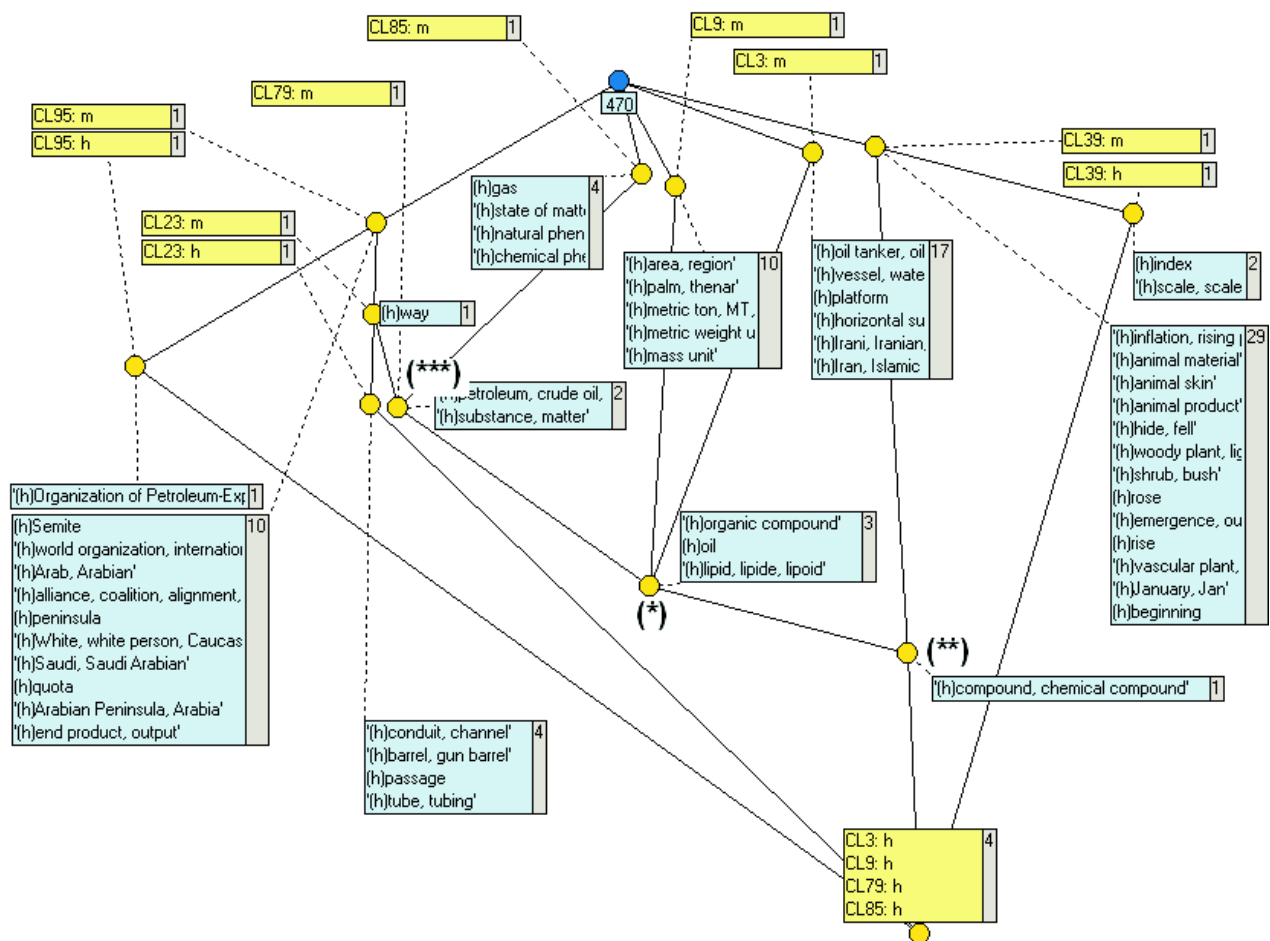 CL85: m 1
CL9: m 1
CL3: m 1
CL79: m 1
470
CL95: m 1
CL95: h 1
CL39: m 1
CL39: h 1
CL23: m 1
CL23: h 1
(h)gas 4
'(h)state of matt
'(h)natural phen
'(h)chemical phe
'(h)area, region' 10
'(h)palm, thenar'
'(h)metric ton, MT,
'(h)metric weight u
'(h)mass unit'
'(h)oil tanker, oil 17
'(h)vessel, wate
(h)platform
'(h)horizontal su
'(h)Irani, Iranian,
'(h)Iran, Islamic
(h)index 2
'(h)scale, scale
(h)way 1
'(h)inflation, rising 29
'(h)animal material'
'(h)animal skin'
'(h)animal product'
'(h)hide, fell'
'(h)woody plant, lig
'(h)shrub, bush'
(h)rose
'(h)emergence, ou
(h)rise
'(h)vascular plant,
'(h)January, Jan'
(h)beginning
(***)
(h)petroleum, crude oil, 2
'(h)substance, matter'
'(h)Organization of Petroleum-Exp 1
(h)Semite 10
'(h)world organization, internation
'(h)Arab, Arabian'
'(h)alliance, coalition, alignment,
(h)peninsula
'(h)White, white person, Caucas
'(h)Saudi, Saudi Arabian'
(h)quota
'(h)Arabian Peninsula, Arabia'
'(h)end product, output'
'(h)organic compound' 3
(h)oil
'(h)lipid, lipide, lipoid'
(*)
(**)
'(h)compound, chemical compound' 1
'(h)conduit, channel' 4
'(h)barrel, gun barrel'
(h)passage
'(h)tube, tubing'
CL3: h 4
CL9: h
CL79: h
CL85: h